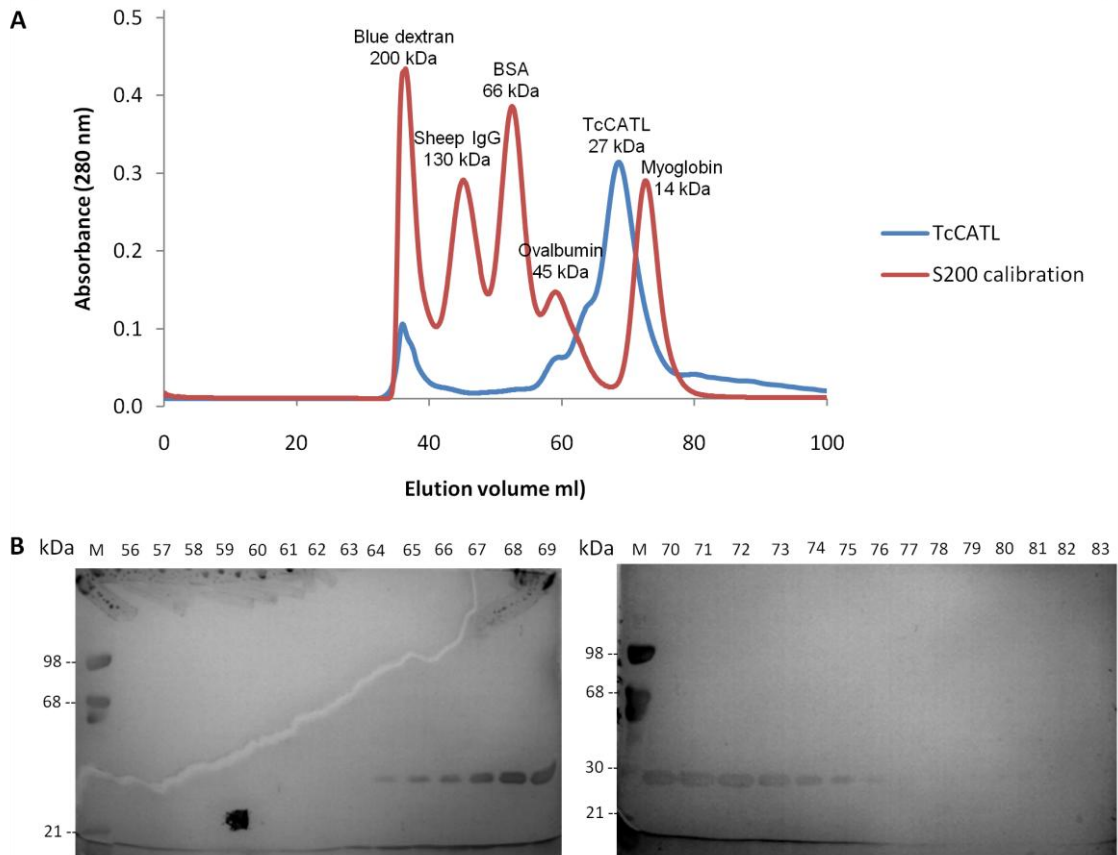 A
0.5
0.4
0.3
0.2
0.1
0.0
Absorbance (280 nm)
Blue dextran
200 kDa
Sheep IgG
130 kDa
BSA
66 kDa
Ovalbumin
45 kDa
TcCATL
27 kDa
Myoglobin
14 kDa
TcCATL
S200 calibration
0 20 40 60 80 100
Elution volume ml)
B kDa M 56 57 58 59 60 61 62 63 64 65 66 67 68 69
98 --
68 --
21 --
kDa M 70 71 72 73 74 75 76 77 78 79 80 81 82 83
98 --
68 --
30 --
21 --